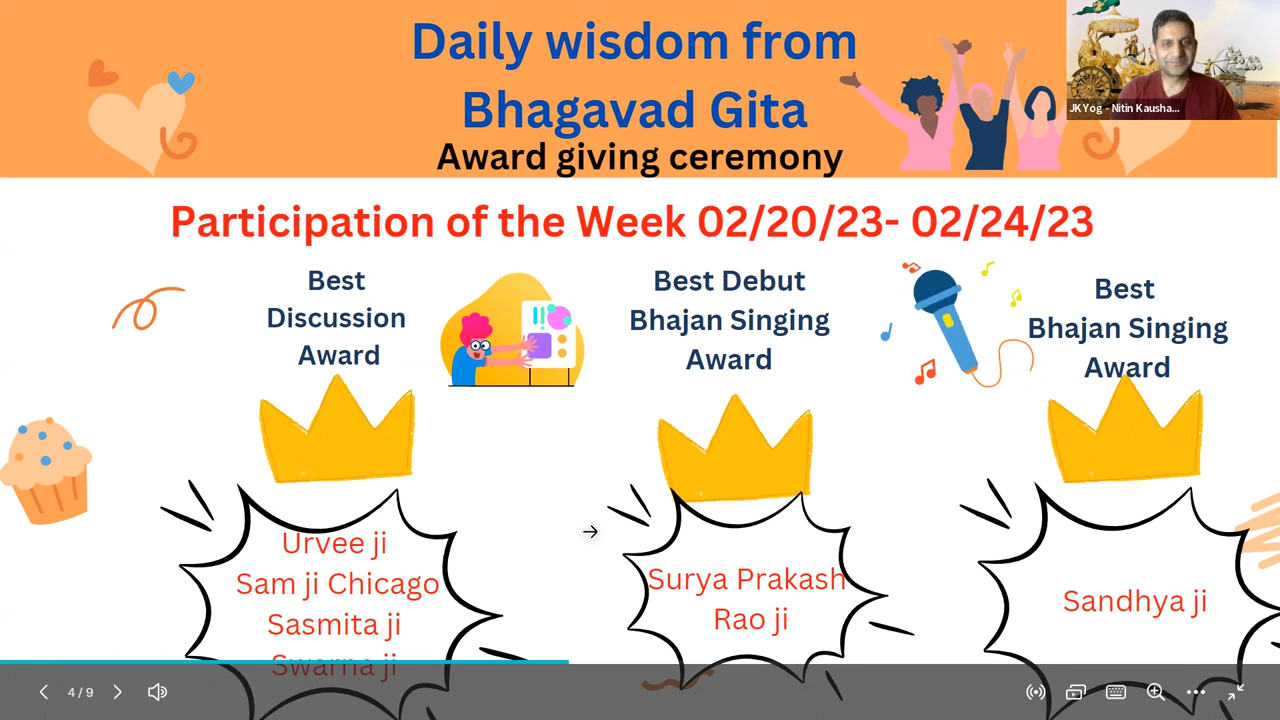 Daily wisdom from
Bhagavad Gita
Award giving ceremony
JKYog - Nitin Kausha...
Participation of the Week 02/20/23- 02/24/23
Best
Discussion
Award
Best Debut
Bhajan Singing
Award
Best
Bhajan Singing
Award
Urvee ji
Sam ji Chicago
Sasmita ji
Swarna ji
Surya Prakash
Rao ji
Sandhya ji
4/9